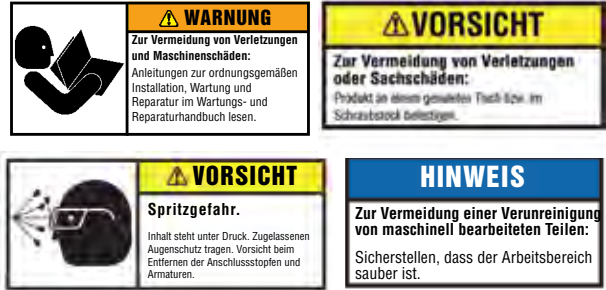 WARNUNG
Zur Vermeidung von Verletzungen
und Maschinenschäden:
Anleitungen zur ordnungsgemäßen
Installation, Wartung und
Reparatur im Wartungs- und
Reparaturhandbuch lesen.
VORSICHT
Zur Vermeidung von Verletzungen
oder Sachschäden:
Produkt an einem geeigneten Tisch bzw. im
Schraubstock befestigen.
VORSICHT
Spritzgefahr.
Inhalt steht unter Druck. Zugelassenen
Augenschutz tragen. Vorsicht beim
Entfernen der Anschlussstopfen und
Armaturen.
HINWEIS
Zur Vermeidung einer Verunreinigung
von maschinell bearbeiteten Teilen:
Sicherstellen, dass der Arbeitsbereich
sauber ist.